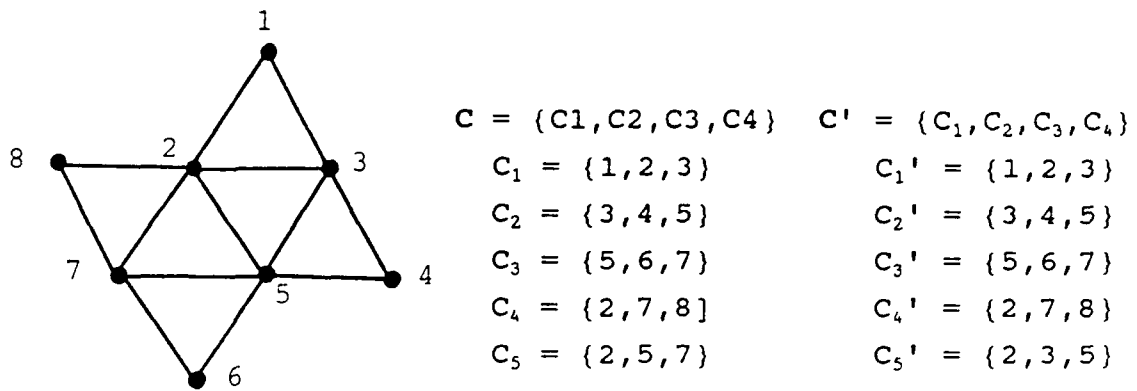 1
2
3
8
7
5
4
6
C = {C1,C2,C3,C4} C' = {C₁,C₂,C₃,C₄}
C₁ = {1,2,3} C₁' = {1,2,3}
C₂ = {3,4,5} C₂' = {3,4,5}
C₃ = {5,6,7} C₃' = {5,6,7}
C₄ = {2,7,8] C₄' = {2,7,8}
C₅ = {2,5,7} C₅' = {2,3,5}